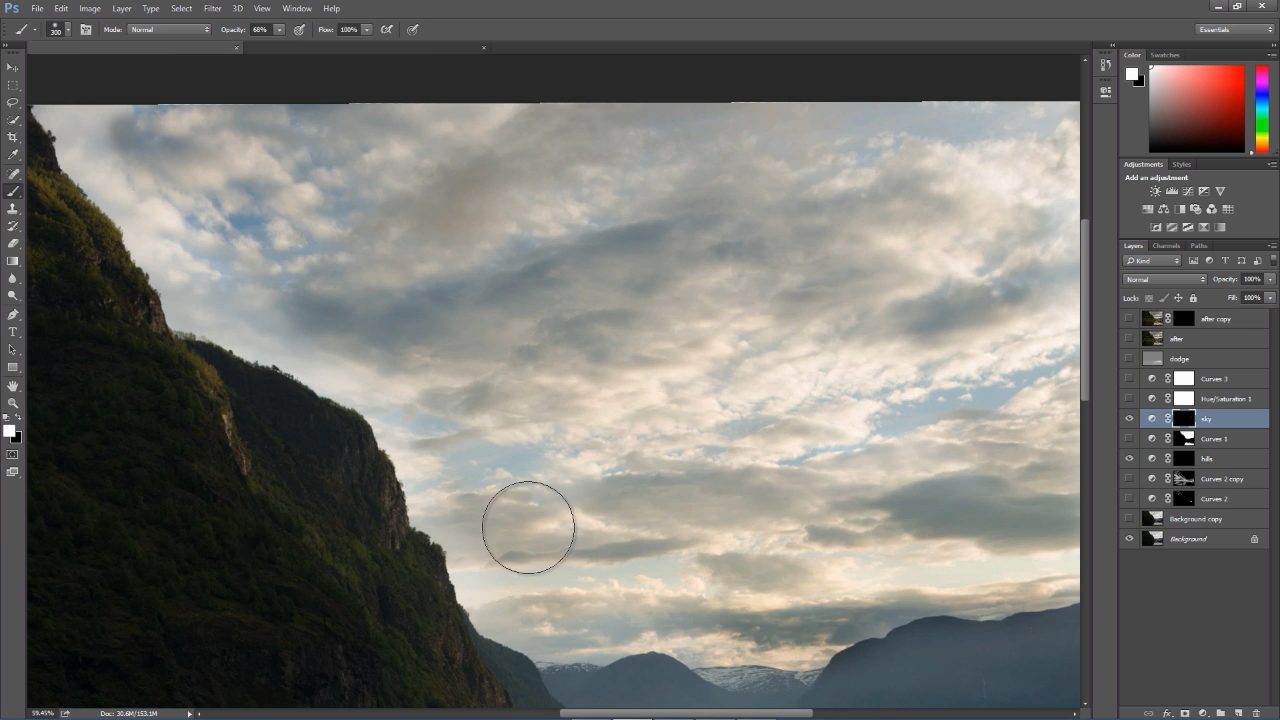 Ps File Edit Image Layer Type Select Filter 3D View Window Help
300 Mode: Normal Opacity: 68% Flow: 100% Essentials
Color Swatches
Adjustments Styles
Add an adjustment
Layers Channels Paths
Kind
Normal Opacity: 100%
Lock: Fill: 100%
after copy
after
dodge
Curves 3
Hue/Saturation 1
sky
Curves 1
hills
Curves 2 copy
Curves 2
Background copy
Background
59.45% Doc: 30.6M/153.1M